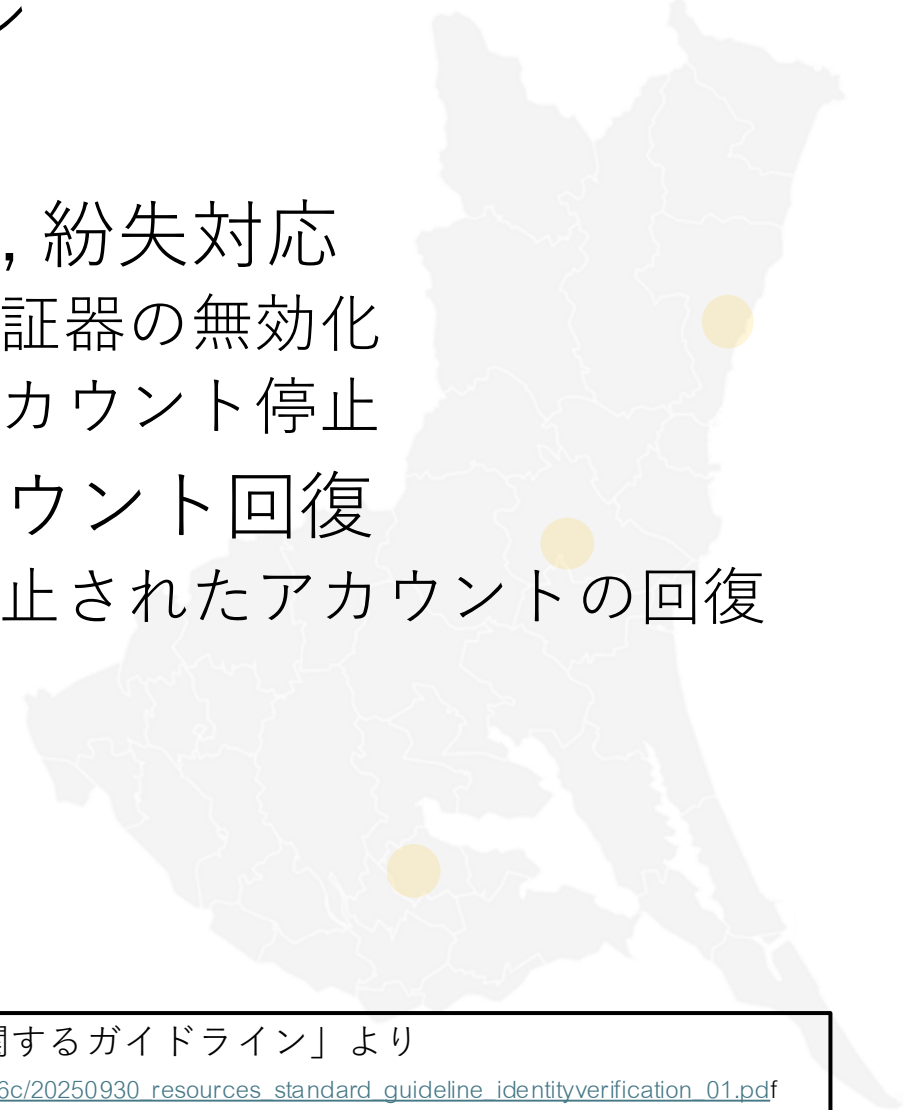 ン
, 紛失対応
証器の無効化
カウント停止
ウント回復
止されたアカウントの回復
関するガイドライン」より
6c/20250930_resources_standard_guideline_identityverification_01.pdf